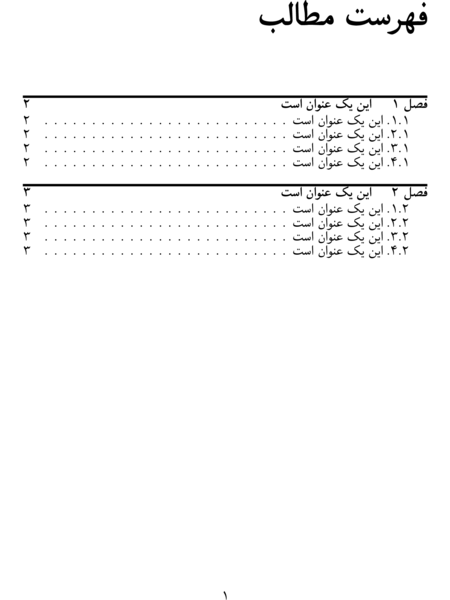 فهرست مطالب
فصل ۱ این یک عنوان است ۲
۱.۱. این یک عنوان است . . . . . . . . . . . . . . . . . . . . . . . . . . ۲
۲.۱. این یک عنوان است . . . . . . . . . . . . . . . . . . . . . . . . . . ۲
۳.۱. این یک عنوان است . . . . . . . . . . . . . . . . . . . . . . . . . . ۲
۴.۱. این یک عنوان است . . . . . . . . . . . . . . . . . . . . . . . . . . ۲
فصل ۲ این یک عنوان است ۳
۱.۲. این یک عنوان است . . . . . . . . . . . . . . . . . . . . . . . . . . ۳
۲.۲. این یک عنوان است . . . . . . . . . . . . . . . . . . . . . . . . . . ۳
۳.۲. این یک عنوان است . . . . . . . . . . . . . . . . . . . . . . . . . . ۳
۴.۲. این یک عنوان است . . . . . . . . . . . . . . . . . . . . . . . . . . ۳
۱